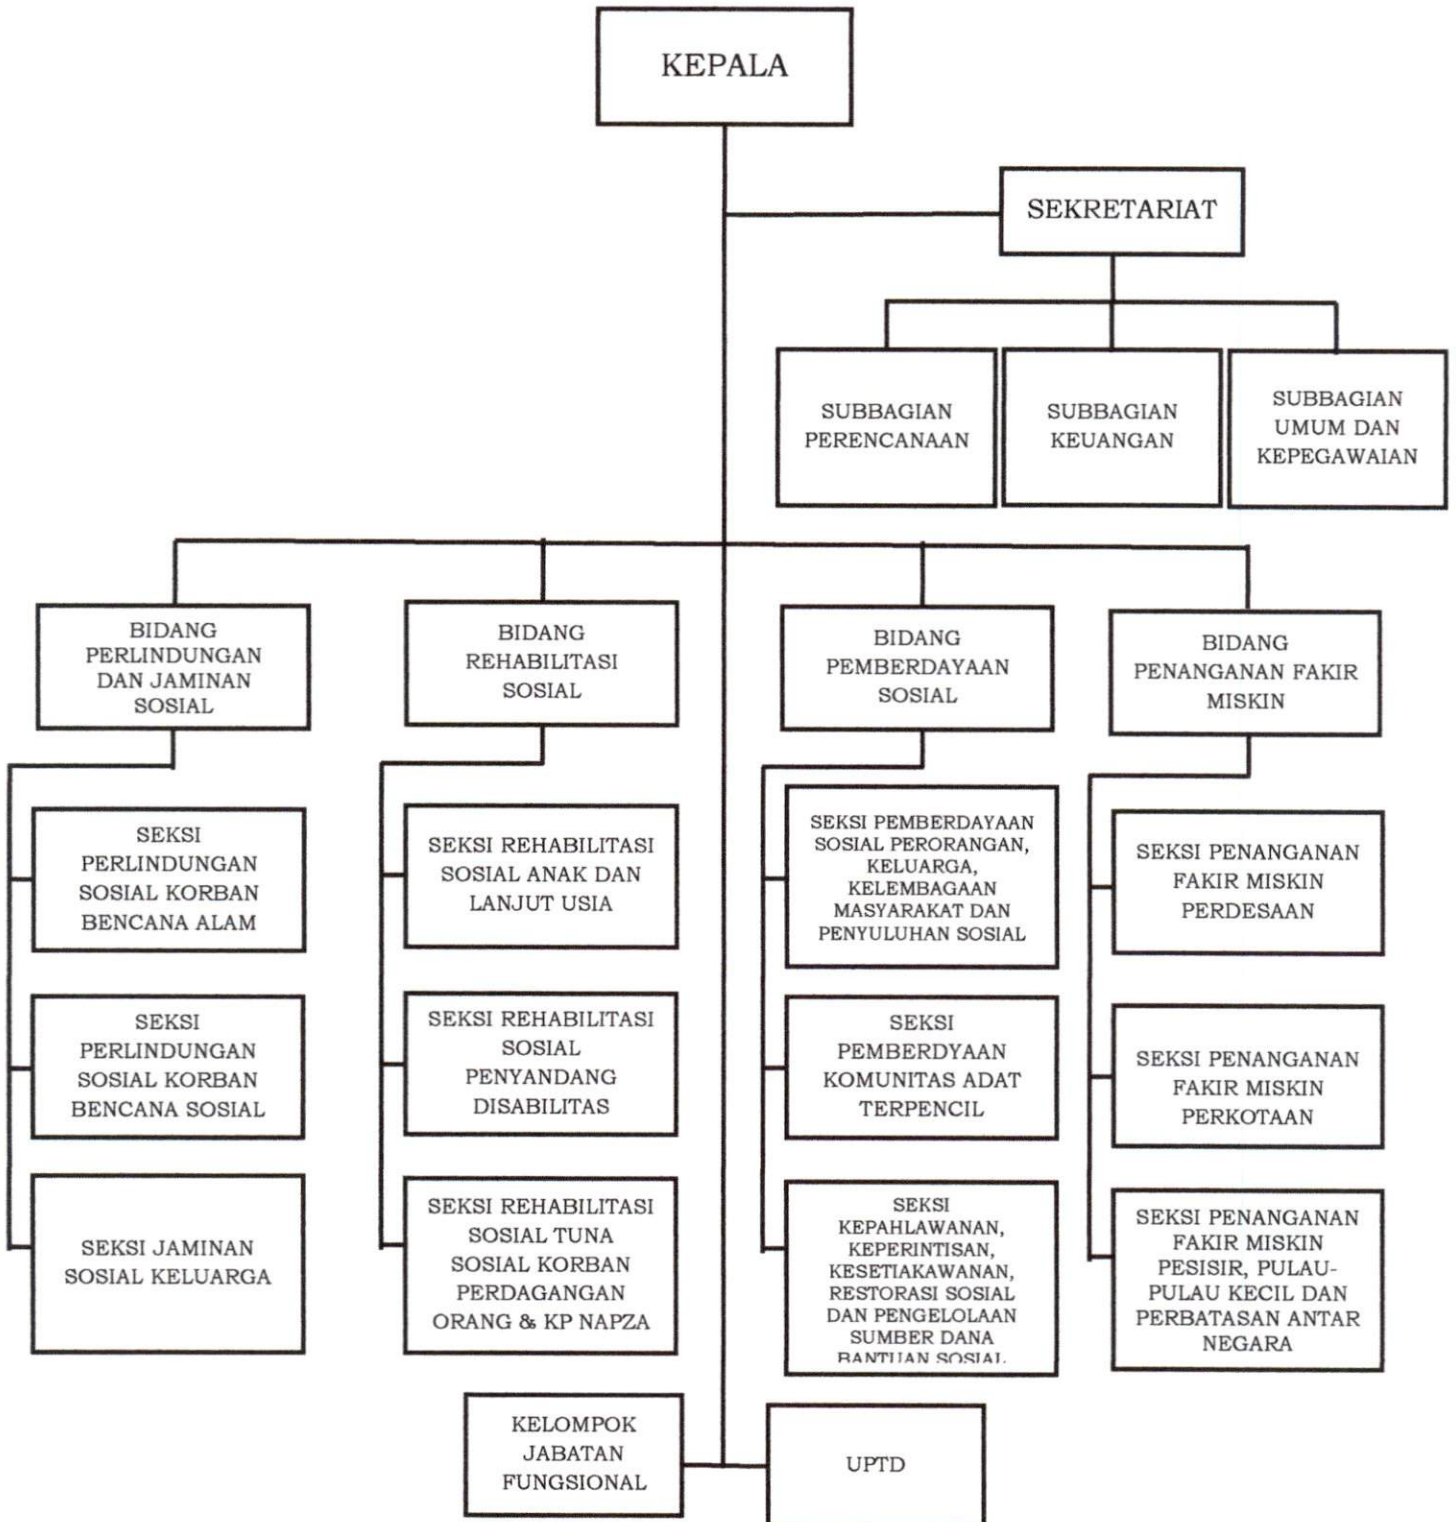 KEPALA
SEKRETARIAT
SUBBAGIAN
PERENCANAAN
SUBBAGIAN
KEUANGAN
SUBBAGIAN
UMUM DAN
KEPEGAWAIAN
BIDANG
PERLINDUNGAN
DAN JAMINAN
SOSIAL
BIDANG
REHABILITASI
SOSIAL
BIDANG
PEMBERDAYAAN
SOSIAL
BIDANG
PENANGANAN FAKIR
MISKIN
SEKSI
PERLINDUNGAN
SOSIAL KORBAN
BENCANA ALAM
SEKSI REHABILITASI
SOSIAL ANAK DAN
LANJUT USIA
SEKSI PEMBERDAYAAN
SOSIAL PERORANGAN,
KELUARGA,
KELEMBAGAAN
MASYARAKAT DAN
PENYULUHAN SOSIAL
SEKSI PENANGANAN
FAKIR MISKIN
PERDESAAN
SEKSI
PERLINDUNGAN
SOSIAL KORBAN
BENCANA SOSIAL
SEKSI REHABILITASI
SOSIAL
PENYANDANG
DISABILITAS
SEKSI
PEMBERDYAAN
KOMUNITAS ADAT
TERPENCIL
SEKSI PENANGANAN
FAKIR MISKIN
PERKOTAAN
SEKSI JAMINAN
SOSIAL KELUARGA
SEKSI REHABILITASI
SOSIAL TUNA
SOSIAL KORBAN
PERDAGANGAN
ORANG & KP NAPZA
SEKSI
KEPAHLAWANAN,
KEPERINTISAN,
KESETIAKAWANAN,
RESTORASI SOSIAL
DAN PENGELOLAAN
SUMBER DANA
BANTUAN SOSIAL
SEKSI PENANGANAN
FAKIR MISKIN
PESISIR, PULAU-
PULAU KECIL DAN
PERBATASAN ANTAR
NEGARA
KELOMPOK
JABATAN
FUNGSIONAL
UPTD